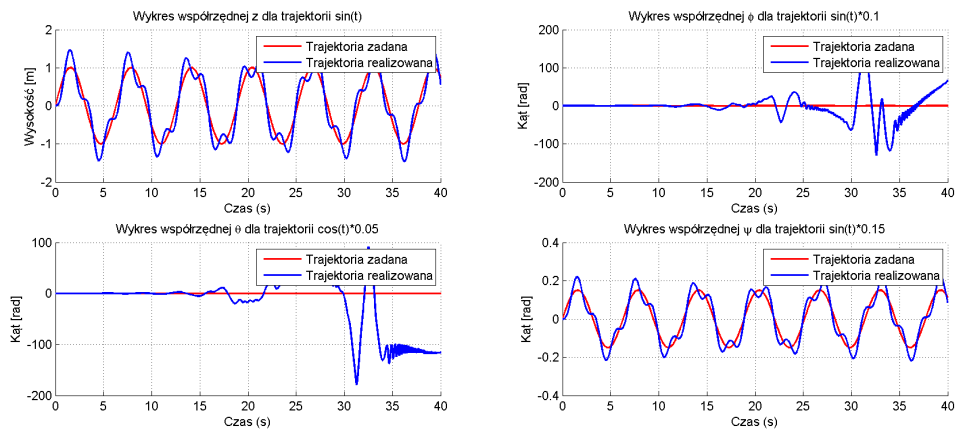 Wykres współrzędnej z dla trajektorii sin(t)
2
1
0
-1
-2
Wysokość [m]
Trajektoria zadana
Trajektoria realizowana
0 5 10 15 20 25 30 35 40
Czas (s)
Wykres współrzędnej ϕ dla trajektorii sin(t)*0.1
200
100
0
-100
-200
Kąt [rad]
Trajektoria zadana
Trajektoria realizowana
0 5 10 15 20 25 30 35 40
Czas (s)
Wykres współrzędnej θ dla trajektorii cos(t)*0.05
100
0
-100
-200
Kąt [rad]
Trajektoria zadana
Trajektoria realizowana
0 5 10 15 20 25 30 35 40
Czas (s)
Wykres współrzędnej ψ dla trajektorii sin(t)*0.15
0.4
0.2
0
-0.2
-0.4
Kąt [rad]
Trajektoria zadana
Trajektoria realizowana
0 5 10 15 20 25 30 35 40
Czas (s)